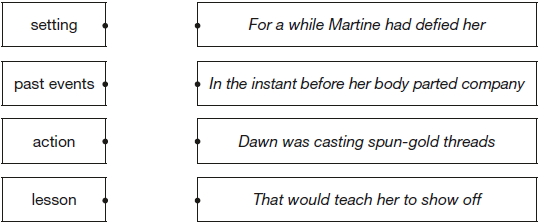 setting For a while Martine had defied her
past events In the instant before her body parted company
action Dawn was casting spun-gold threads
lesson That would teach her to show off